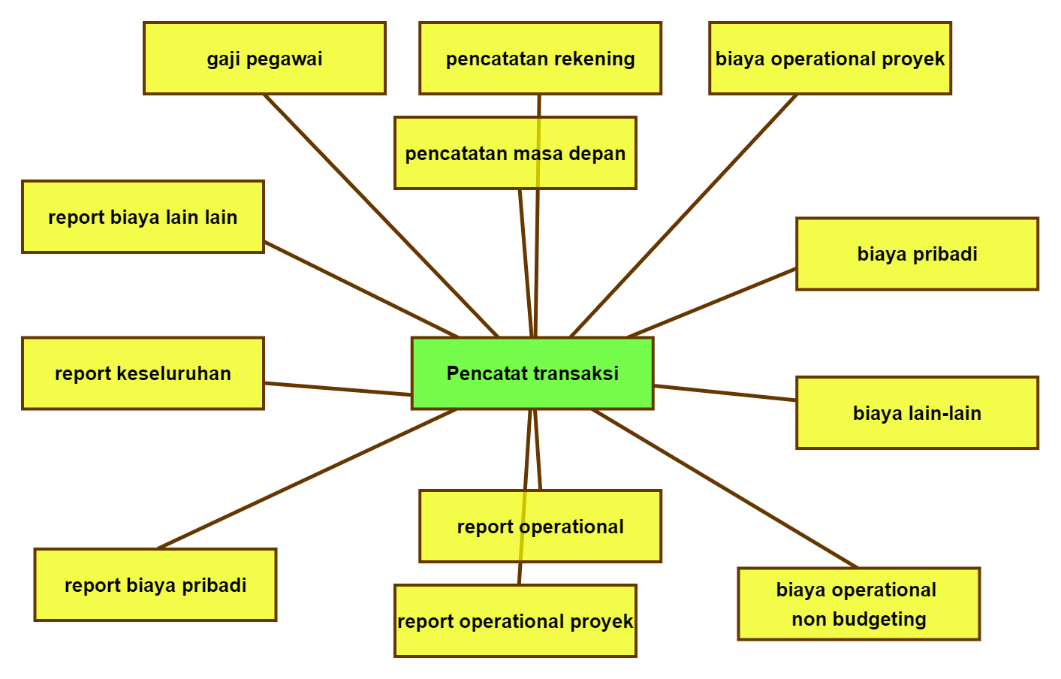 gaji pegawai
pencatatan rekening
biaya operational proyek
pencatatan masa depan
report biaya lain lain
biaya pribadi
report keseluruhan
Pencatat transaksi
biaya lain-lain
report operational
report biaya pribadi
biaya operational
non budgeting
report operational proyek